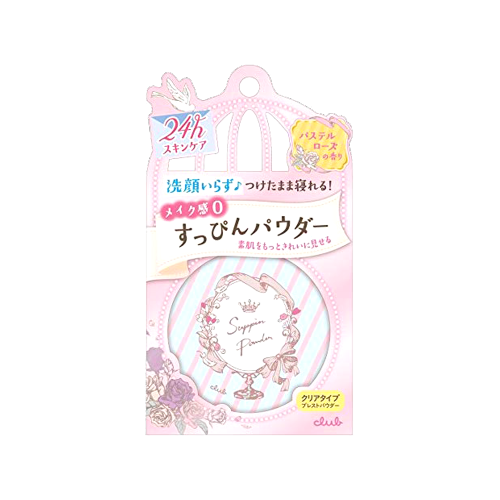 24h
スキンケア
パステル
ローズ
の香り
洗顔いらず♪つけたまま寝れる!
メイク感0
すっぴんパウダー
素肌をもっときれいに見せる
Suppin
Powder
club
クリアタイプ
プレストパウダー
club